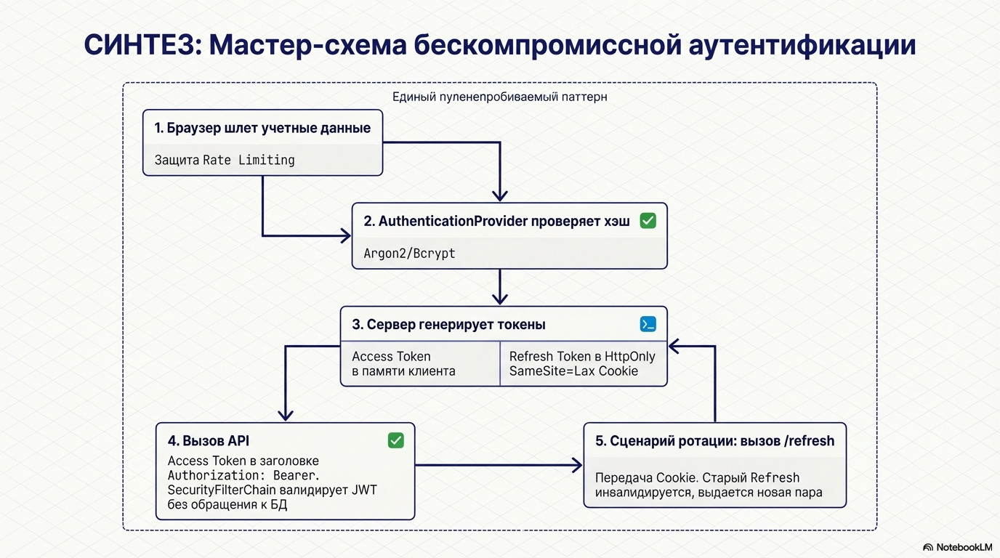 СИНТЕЗ: Мастер-схема бескомпромиссной аутентификации
Единый пуленепробиваемый паттерн
1. Браузер шлет учетные данные
Защита Rate Limiting
2. AuthenticationProvider проверяет хэш
Argon2/Bcrypt
3. Сервер генерирует токены
Access Token
в памяти клиента
Refresh Token в HttpOnly
SameSite=Lax Cookie
4. Вызов API
Access Token в заголовке
Authorization: Bearer.
SecurityFilterChain валидирует JWT
без обращения к БД
5. Сценарий ротации: вызов /refresh
Передача Cookie. Старый Refresh
инвалидируется, выдается новая пара
NotebookLM